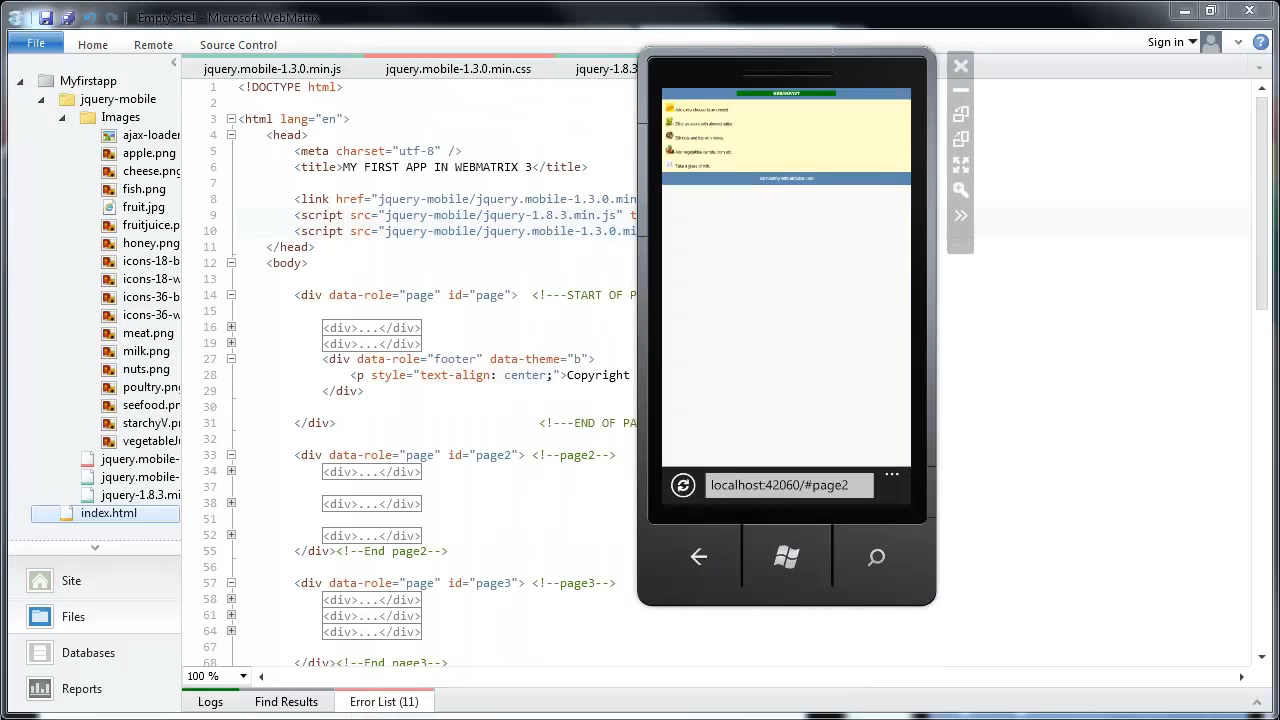 EmptySite1 - Microsoft WebMatrix
File
Home
Remote
Source Control
Sign in
jquery.mobile-1.3.0.min.js
jquery.mobile-1.3.0.min.css
jquery-1.8.3
Myfirstapp
jquery-mobile
Images
ajax-loader
apple.png
cheese.png
fish.png
fruit.jpg
fruitjuice.p
honey.png
icons-18-b
icons-18-w
icons-36-b
icons-36-w
meat.png
milk.png
nuts.png
poultry.png
seefood.pn
starchyV.p
vegetableJ
jquery.mobile-
jquery.mobile-
jquery-1.8.3.mi
index.html
Site
Files
Databases
Reports
1 <!DOCTYPE html>
2
3 <html lang="en">
4 <head>
5 <meta charset="utf-8" />
6 <title>MY FIRST APP IN WEBMATRIX 3</title>
7
8 <link href="jquery-mobile/jquery.mobile-1.3.0.min
9 <script src="jquery-mobile/jquery-1.8.3.min.js" t
10 <script src="jquery-mobile/jquery.mobile-1.3.0.mi
11 </head>
12 <body>
13
14 <div data-role="page" id="page"> <!---START OF P
15
16 <div>...</div>
19 <div>...</div>
27 <div data-role="footer" data-theme="b">
28 <p style="text-align: center;">Copyright
29 </div>
30
31 </div> <!---END OF PA
32
33 <div data-role="page" id="page2"> <!--page2-->
34 <div>...</div>
37
38 <div>...</div>
51
52 <div>...</div>
55 </div><!--End page2-->
56
57 <div data-role="page" id="page3"> <!--page3-->
58 <div>...</div>
61 <div>...</div>
64 <div>...</div>
67
68 </div><!--End page3-->
BREAKFAST
Add extra cheese to an omelet.
Take a glass of milk.
localhost:42060/#page2
100 %
Logs
Find Results
Error List (11)